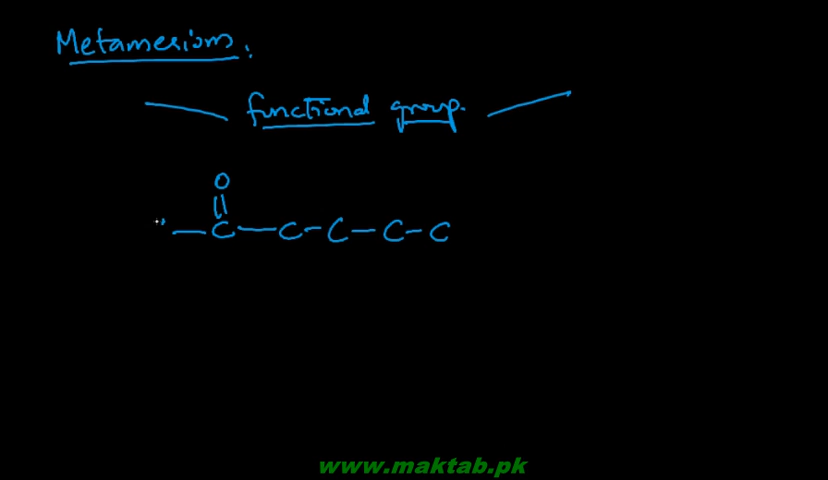 Metamerism.
functional group.
O
||
— C — C – C — C – C
www.maktab.pk